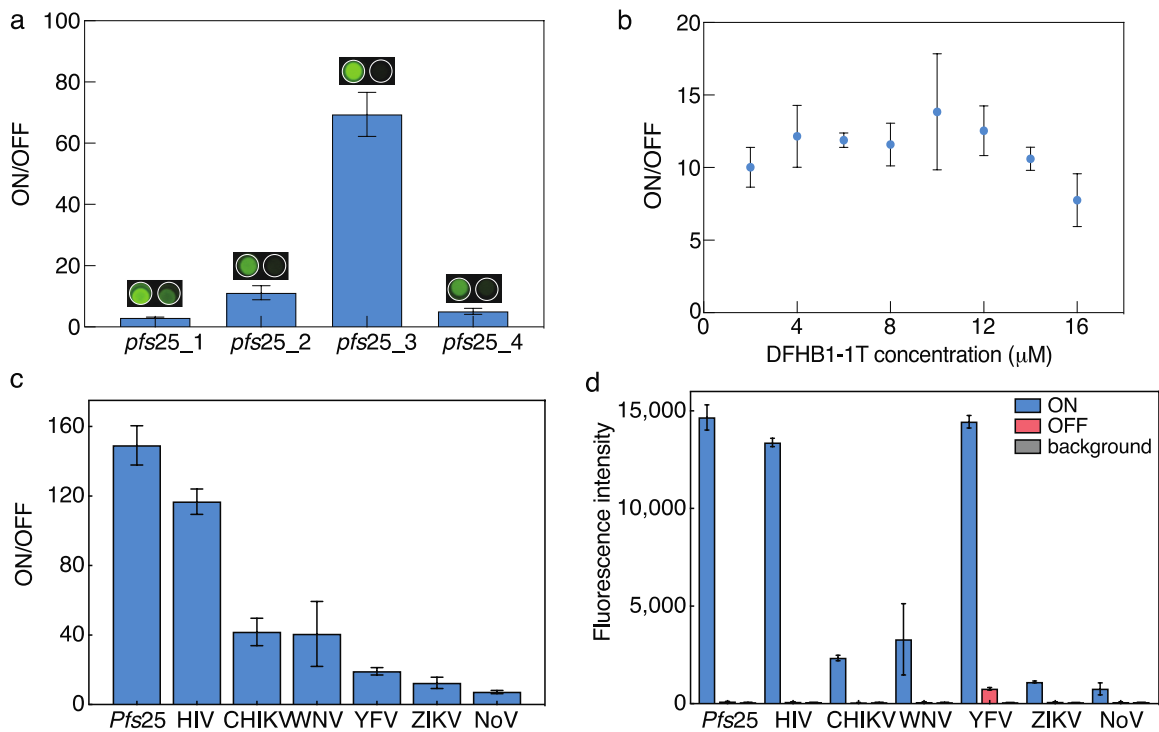 a
ON/OFF
100
80
60
40
20
0
pfs25_1 pfs25_2 pfs25_3 pfs25_4
b
ON/OFF
20
15
10
5
0
0 4 8 12 16
DFHB1-1T concentration (μM)
c
ON/OFF
160
120
80
40
0
Pfs25 HIV CHIKV WNV YFV ZIKV NoV
d
Fluorescence intensity
15,000
10,000
5,000
0
ON
OFF
background
Pfs25 HIV CHIKV WNV YFV ZIKV NoV